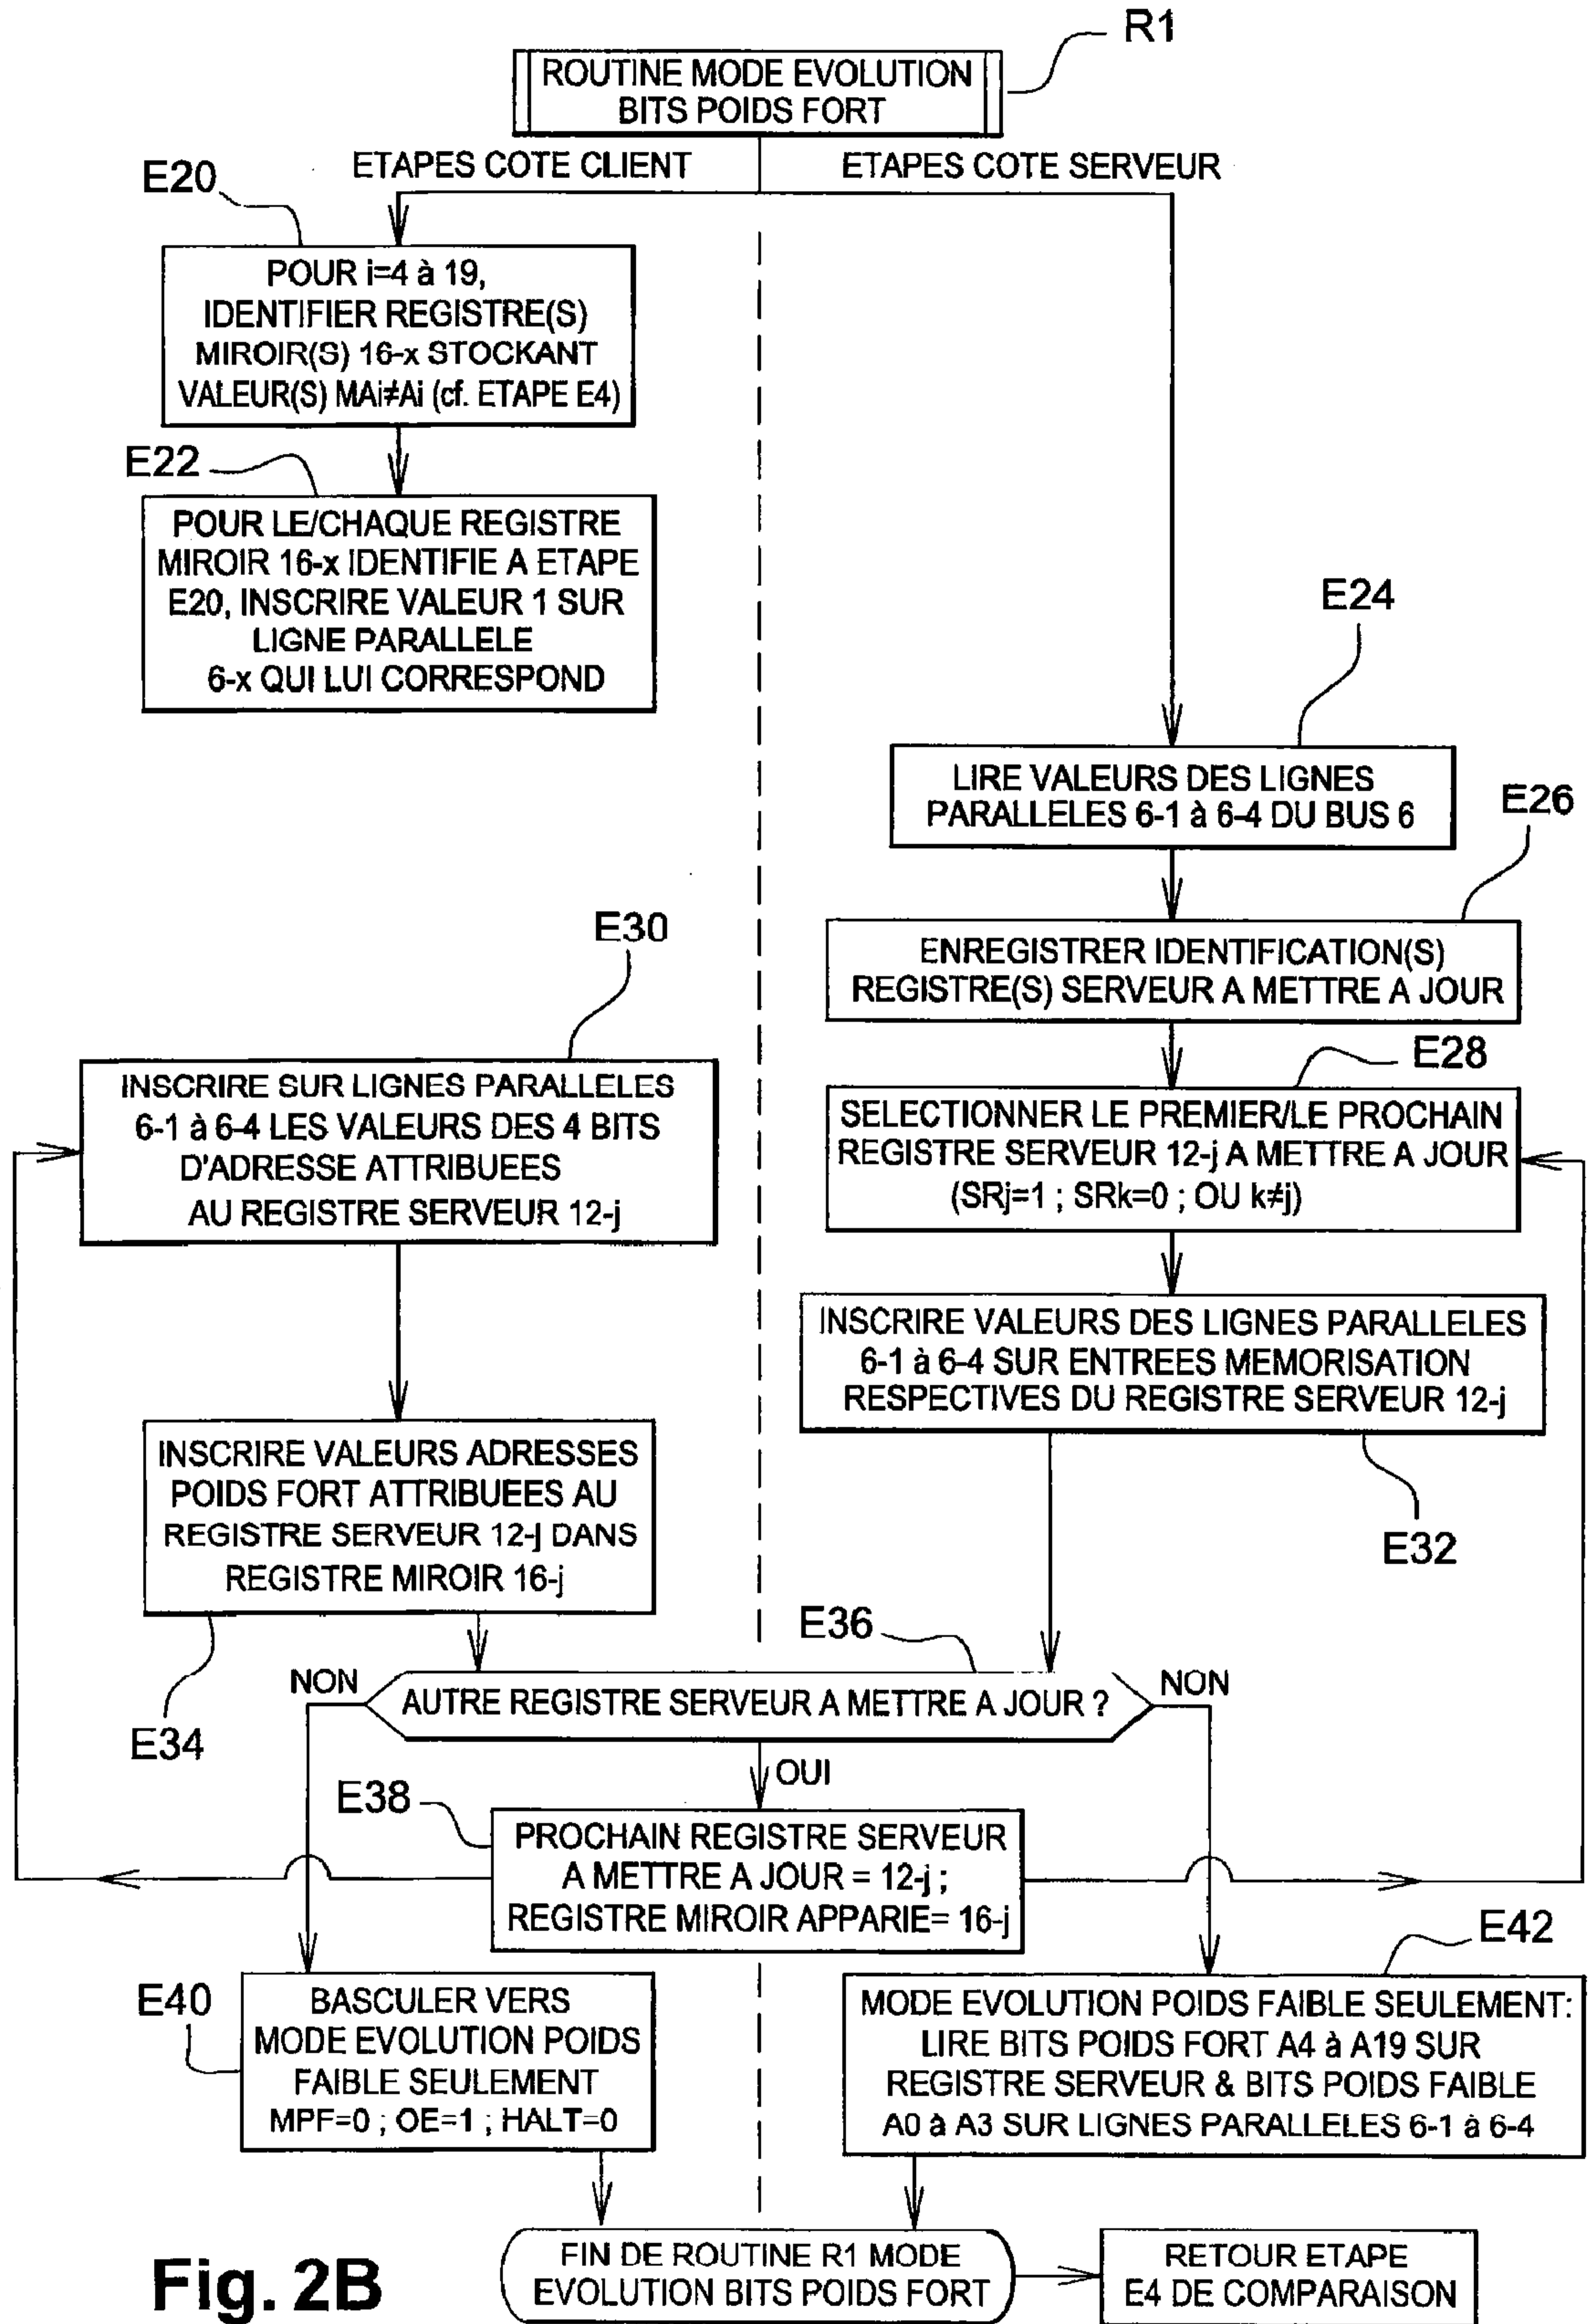 R1
ROUTINE MODE EVOLUTION
BITS POIDS FORT
ETAPES COTE CLIENT
ETAPES COTE SERVEUR
E20
POUR i=4 à 19,
IDENTIFIER REGISTRE(S)
MIROIR(S) 16-x STOCKANT
VALEUR(S) MAi≠Ai (cf. ETAPE E4)
E22
POUR LE/CHAQUE REGISTRE
MIROIR 16-x IDENTIFIE A ETAPE
E20, INSCRIRE VALEUR 1 SUR
LIGNE PARALLELE
6-x QUI LUI CORRESPOND
E24
LIRE VALEURS DES LIGNES
PARALLELES 6-1 à 6-4 DU BUS 6
E26
ENREGISTRER IDENTIFICATION(S)
REGISTRE(S) SERVEUR A METTRE A JOUR
E28
SELECTIONNER LE PREMIER/LE PROCHAIN
REGISTRE SERVEUR 12-j A METTRE A JOUR
(SRj=1 ; SRk=0 ; OU k≠j)
E30
INSCRIRE SUR LIGNES PARALLELES
6-1 à 6-4 LES VALEURS DES 4 BITS
D'ADRESSE ATTRIBUEES
AU REGISTRE SERVEUR 12-j
INSCRIRE VALEURS DES LIGNES PARALLELES
6-1 à 6-4 SUR ENTREES MEMORISATION
RESPECTIVES DU REGISTRE SERVEUR 12-j
E32
INSCRIRE VALEURS ADRESSES
POIDS FORT ATTRIBUEES AU
REGISTRE SERVEUR 12-j DANS
REGISTRE MIROIR 16-j
E34
E36
NON
AUTRE REGISTRE SERVEUR A METTRE A JOUR ?
NON
OUI
E38
PROCHAIN REGISTRE SERVEUR
A METTRE A JOUR = 12-j ;
REGISTRE MIROIR APPARIE= 16-j
E40
BASCULER VERS
MODE EVOLUTION POIDS
FAIBLE SEULEMENT
MPF=0 ; OE=1 ; HALT=0
E42
MODE EVOLUTION POIDS FAIBLE SEULEMENT:
LIRE BITS POIDS FORT A4 à A19 SUR
REGISTRE SERVEUR & BITS POIDS FAIBLE
A0 à A3 SUR LIGNES PARALLELES 6-1 à 6-4
FIN DE ROUTINE R1 MODE
EVOLUTION BITS POIDS FORT
RETOUR ETAPE
E4 DE COMPARAISON
Fig. 2B